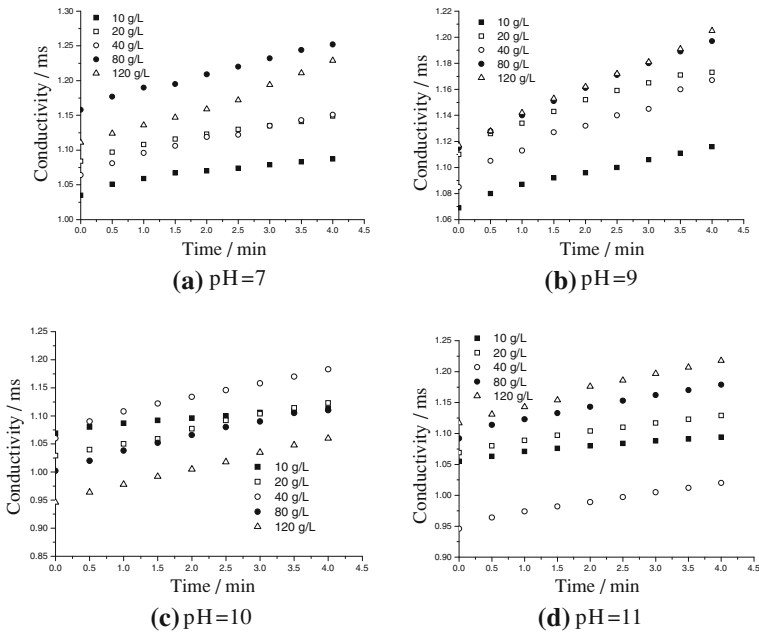 10 g/L
20 g/L
40 g/L
80 g/L
120 g/L
Conductivity / ms
1.30
1.25
1.20
1.15
1.10
1.05
1.00
0.0 0.5 1.0 1.5 2.0 2.5 3.0 3.5 4.0 4.5
Time / min
(a) pH=7
10 g/L
20 g/L
40 g/L
80 g/L
120 g/L
Conductivity / ms
1.22
1.20
1.18
1.16
1.14
1.12
1.10
1.08
1.06
0.0 0.5 1.0 1.5 2.0 2.5 3.0 3.5 4.0 4.5
Time / min
(b) pH=9
Conductivity / ms
1.25
1.20
1.15
1.10
1.05
1.00
0.95
0.90
0.85
10 g/L
20 g/L
40 g/L
80 g/L
120 g/L
0.0 0.5 1.0 1.5 2.0 2.5 3.0 3.5 4.0 4.5
Time / min
(c) pH=10
10 g/L
20 g/L
40 g/L
80 g/L
120 g/L
Conductivity / ms
1.30
1.25
1.20
1.15
1.10
1.05
1.00
0.95
0.90
0.0 0.5 1.0 1.5 2.0 2.5 3.0 3.5 4.0 4.5
Time / min
(d) pH=11